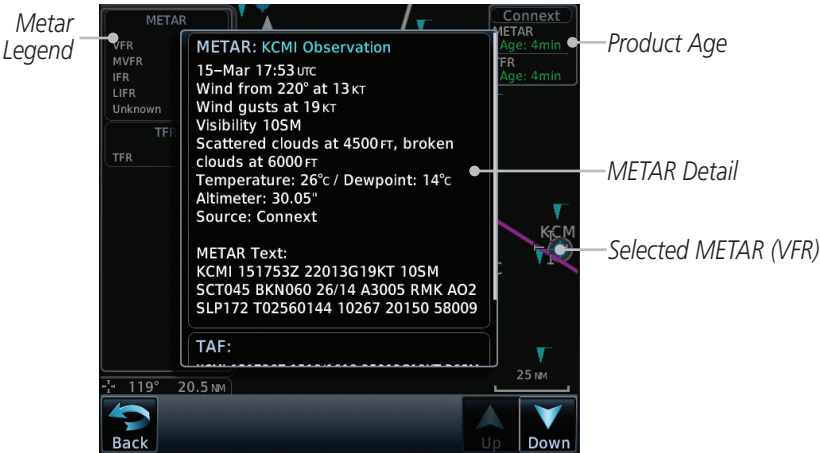 Metar
Legend
METAR
VFR
MVFR
IFR
LIFR
Unknown
TFR
TFR
METAR: KCMI Observation
15–Mar 17:53 UTC
Wind from 220° at 13 KT
Wind gusts at 19 KT
Visibility 10SM
Scattered clouds at 4500 FT, broken
clouds at 6000 FT
Temperature: 26°C / Dewpoint: 14°C
Altimeter: 30.05"
Source: Connext
METAR Text:
KCMI 151753Z 22013G19KT 10SM
SCT045 BKN060 26/14 A3005 RMK AO2
SLP172 T02560144 10267 20150 58009
TAF:
Connext
METAR
Age: 4min
TFR
Age: 4min
Product Age
METAR Detail
KCM
Selected METAR (VFR)
25 NM
119° 20.5 NM
Back
Up
Down